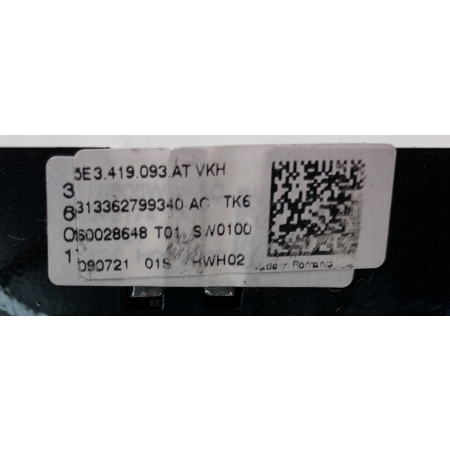 5E3.419.093.AT VKH
3
313362799340-AC TK6
6
60028648 T01 SW0100
0
1
090721 01S HWH02
Made in Romania